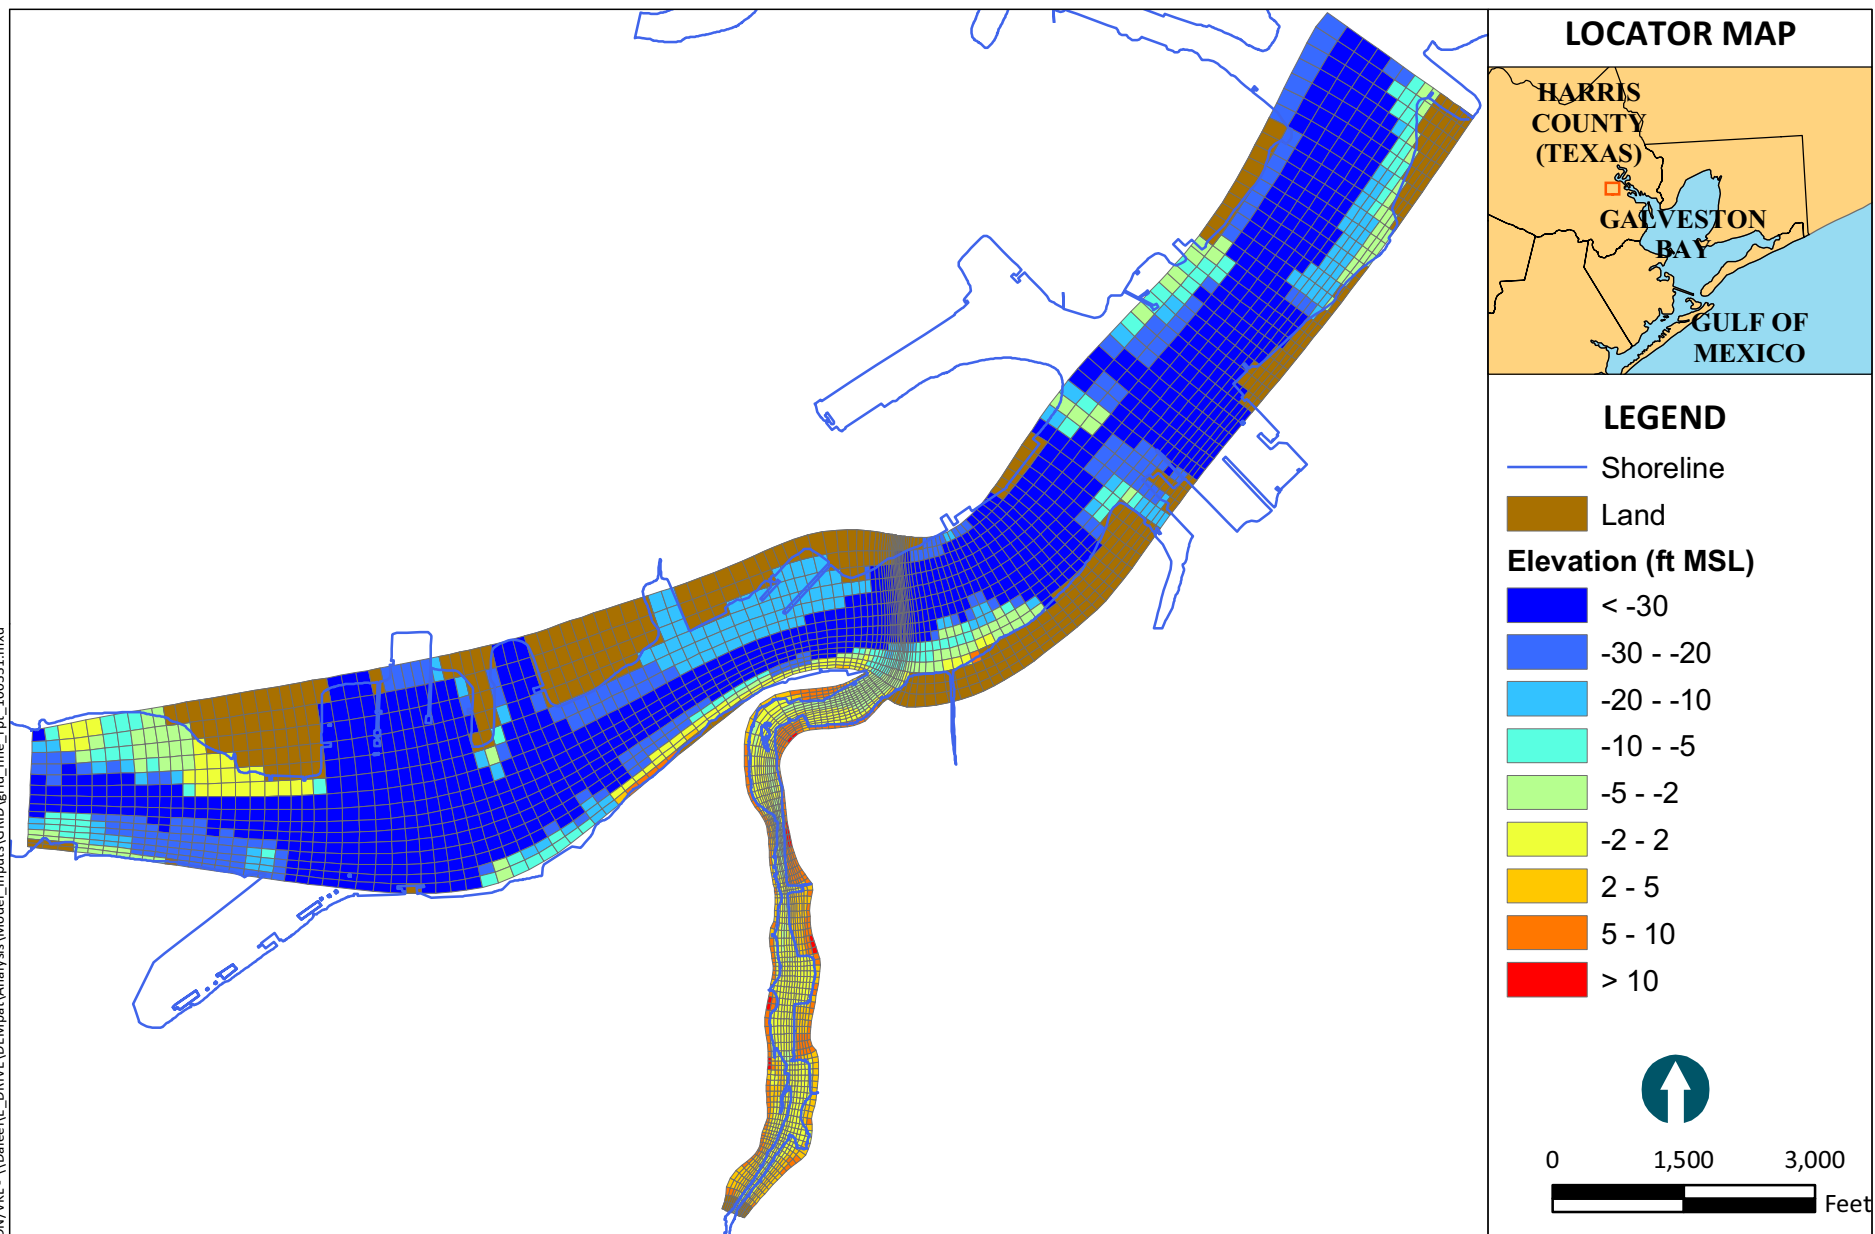 LOCATOR MAP
HARRIS
COUNTY
(TEXAS)
GALVESTON
BAY
GULF OF
MEXICO
LEGEND
Shoreline
Land
Elevation (ft MSL)
< -30
-30 - -20
-20 - -10
-10 - -5
-5 - -2
-2 - 2
2 - 5
5 - 10
> 10
0 1,500 3,000
Feet